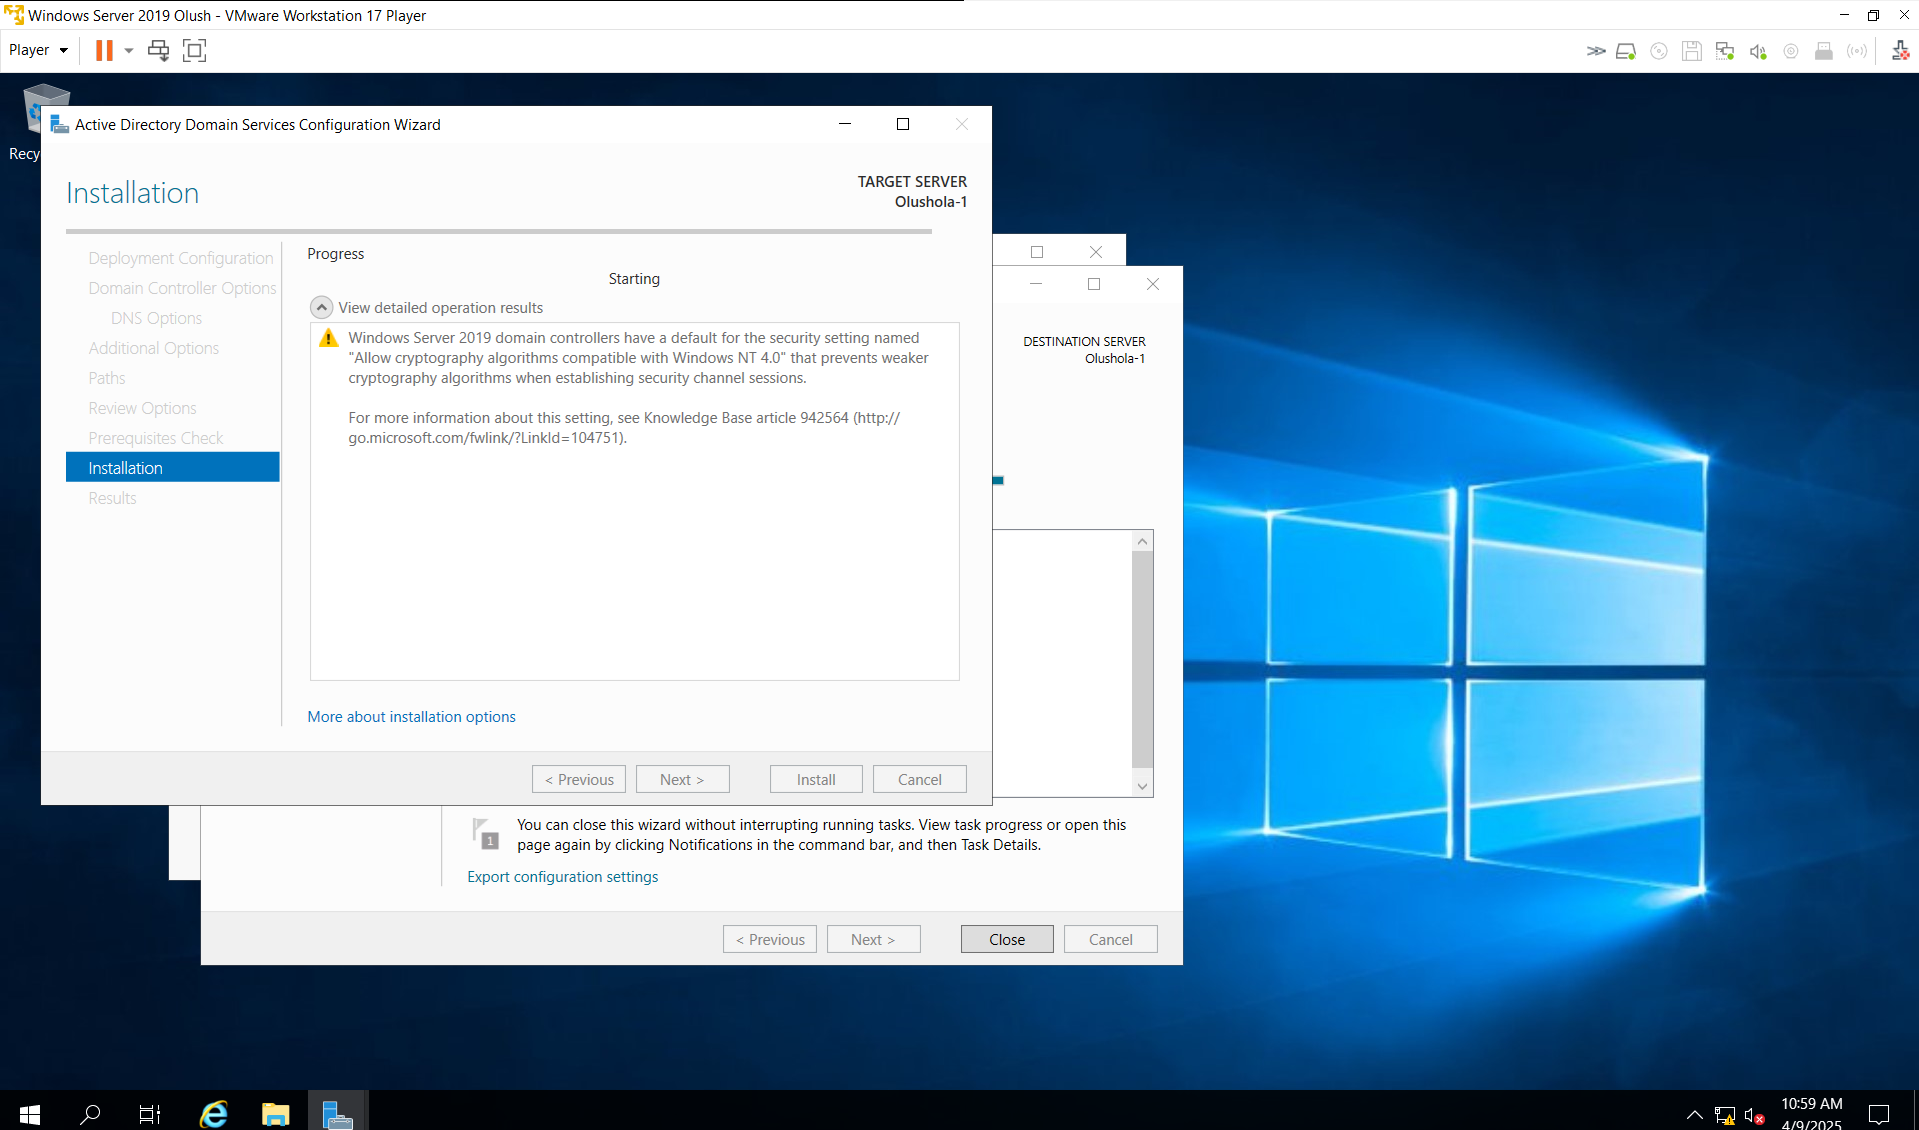 Windows Server 2019 Olush - VMware Workstation 17 Player
Player
Recy
Active Directory Domain Services Configuration Wizard
Installation
TARGET SERVER
Olushola-1
Deployment Configuration
Domain Controller Options
DNS Options
Additional Options
Paths
Review Options
Prerequisites Check
Installation
Results
Progress
Starting
View detailed operation results
Windows Server 2019 domain controllers have a default for the security setting named
"Allow cryptography algorithms compatible with Windows NT 4.0" that prevents weaker
cryptography algorithms when establishing security channel sessions.
For more information about this setting, see Knowledge Base article 942564 (http://
go.microsoft.com/fwlink/?LinkId=104751).
More about installation options
< Previous
Next >
Install
Cancel
DESTINATION SERVER
Olushola-1
1
You can close this wizard without interrupting running tasks. View task progress or open this
page again by clicking Notifications in the command bar, and then Task Details.
Export configuration settings
< Previous
Next >
Close
Cancel
10:59 AM
4/9/2025